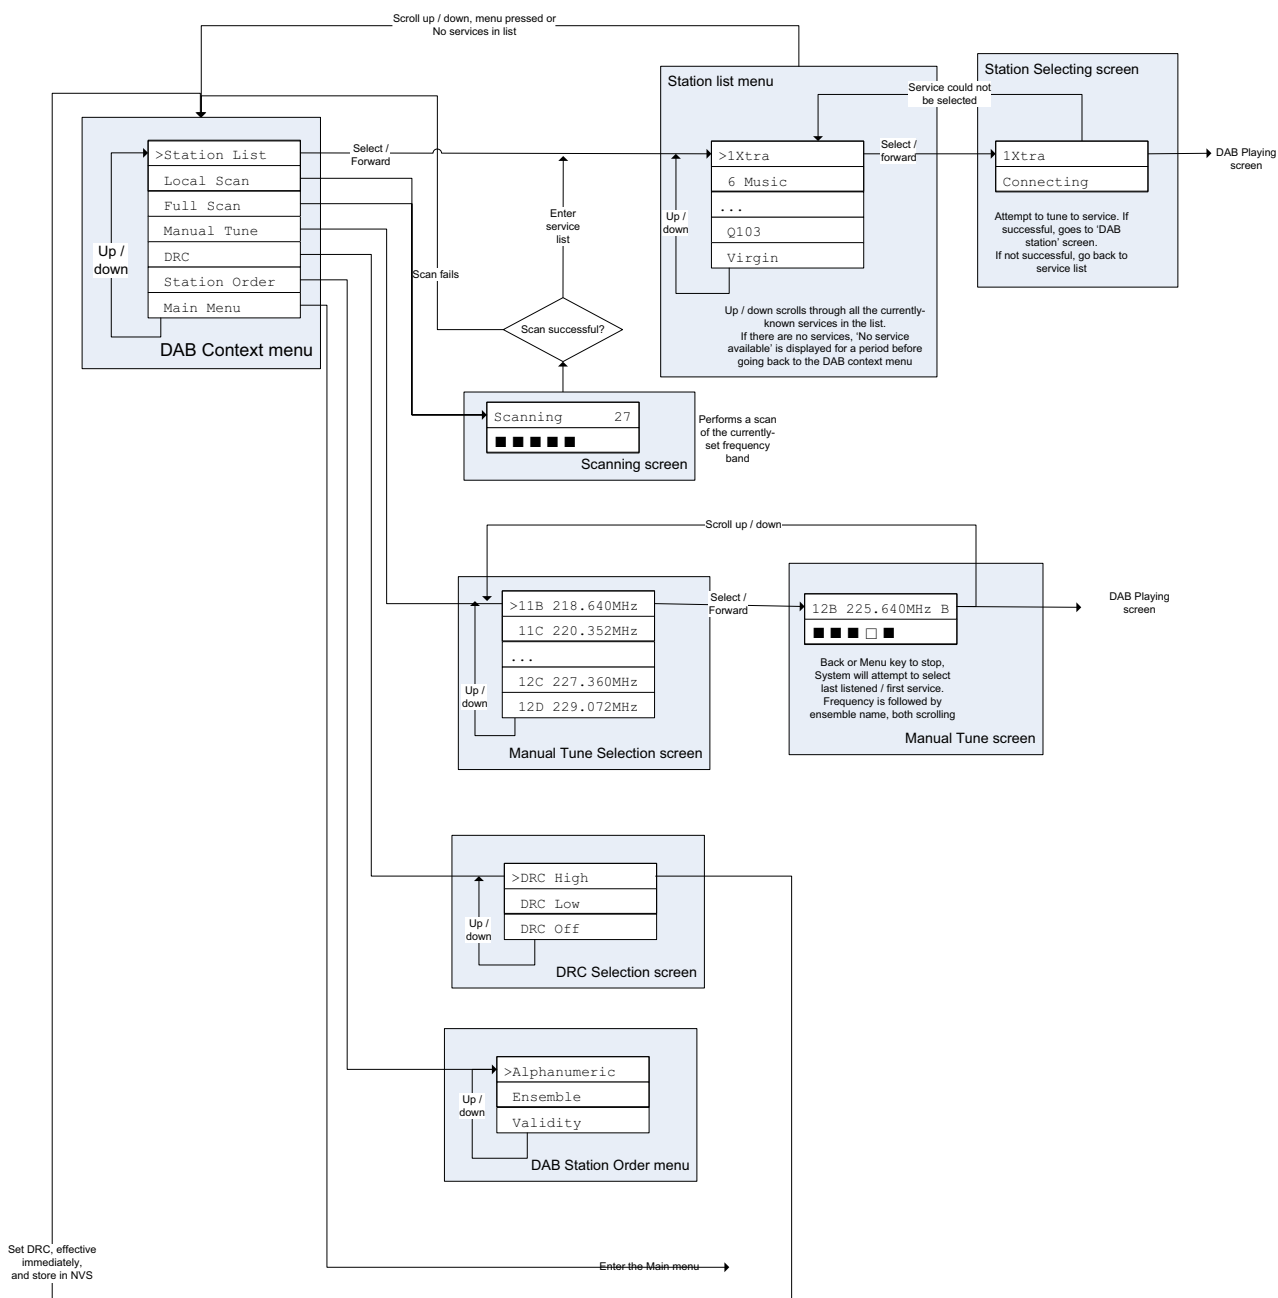 Scroll up / down, menu pressed or
No services in list
Station list menu
Station Selecting screen
Service could not
be selected
>Station List
Local Scan
Full Scan
Manual Tune
DRC
Station Order
Main Menu
Up /
down
DAB Context menu
Select /
Forward
Enter
service
list
Scan fails
Scan successful?
>1Xtra
6 Music
...
Q103
Virgin
Up /
down
Up / down scrolls through all the currently-
known services in the list.
If there are no services, ‘No service
available’ is displayed for a period before
going back to the DAB context menu
Select /
forward
1Xtra
Connecting
Attempt to tune to service. If
successful, goes to ‘DAB
station’ screen.
If not successful, go back to
service list
DAB Playing
screen
Scanning 27
Scanning screen
Performs a scan
of the currently-
set frequency
band
Scroll up / down
>11B 218.640MHz
11C 220.352MHz
...
12C 227.360MHz
12D 229.072MHz
Up /
down
Manual Tune Selection screen
Select /
Forward
12B 225.640MHz B
Back or Menu key to stop,
System will attempt to select
last listened / first service.
Frequency is followed by
ensemble name, both scrolling
Manual Tune screen
DAB Playing
screen
>DRC High
DRC Low
DRC Off
Up /
down
DRC Selection screen
>Alphanumeric
Ensemble
Validity
Up /
down
DAB Station Order menu
Set DRC, effective
immediately,
and store in NVS
Enter the Main menu